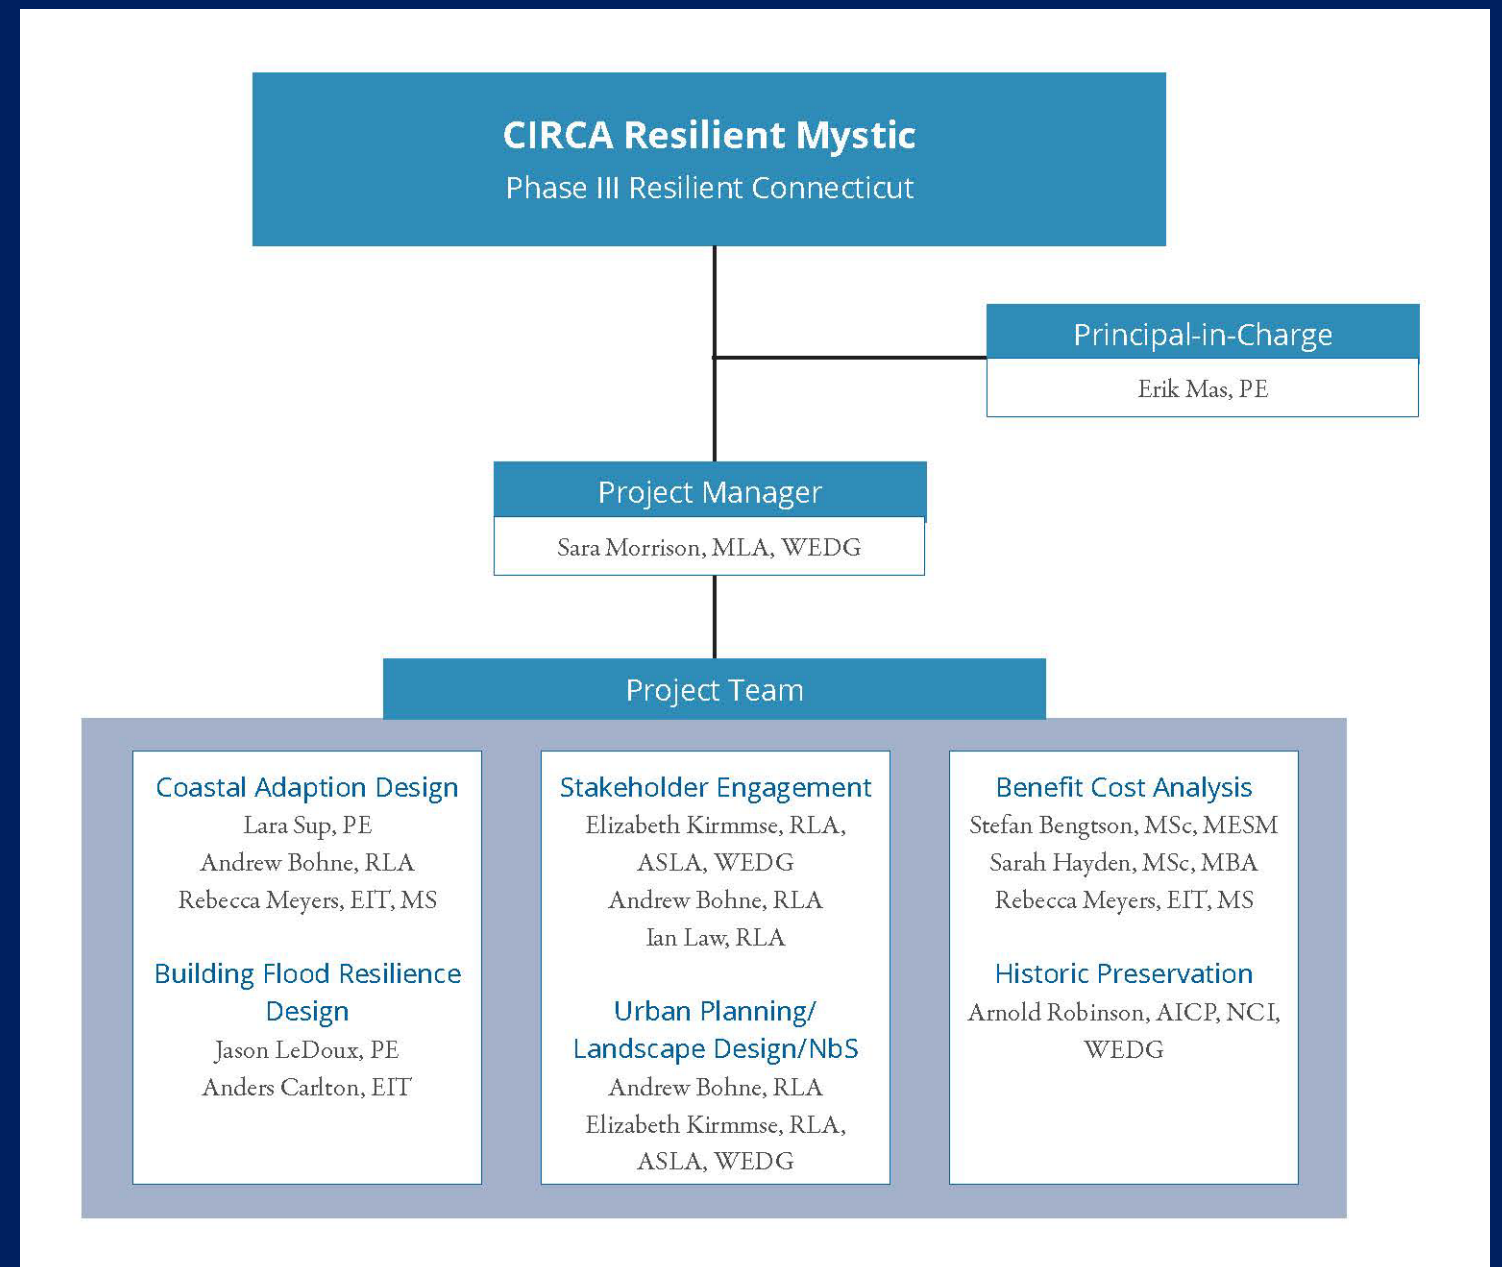 CIRCA Resilient Mystic
Phase III Resilient Connecticut
Principal-in-Charge
Erik Mas, PE
Project Manager
Sara Morrison, MLA, WEDG
Project Team
Coastal Adaption Design
Lara Sup, PE
Andrew Bohne, RLA
Rebecca Meyers, EIT, MS
Building Flood Resilience
Design
Jason LeDoux, PE
Anders Carlton, EIT
Stakeholder Engagement
Elizabeth Kirmmse, RLA,
ASLA, WEDG
Andrew Bohne, RLA
Ian Law, RLA
Urban Planning/
Landscape Design/NbS
Andrew Bohne, RLA
Elizabeth Kirmmse, RLA,
ASLA, WEDG
Benefit Cost Analysis
Stefan Bengtson, MSc, MESM
Sarah Hayden, MSc, MBA
Rebecca Meyers, EIT, MS
Historic Preservation
Arnold Robinson, AICP, NCI,
WEDG